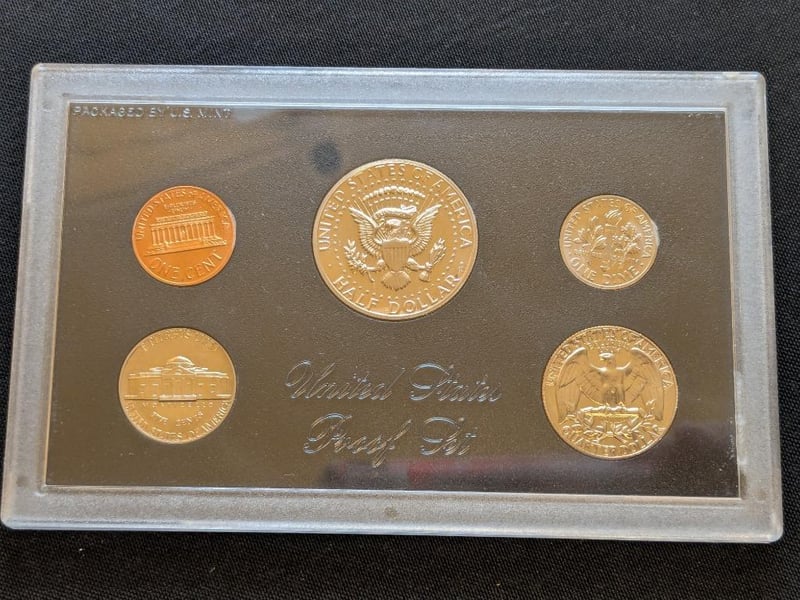 PACKAGED BY U.S. MINT
UNITED STATES OF AMERICA
ONE CENT
UNITED STATES OF AMERICA
HALF DOLLAR
UNITED STATES OF AMERICA
ONE DIME
E PLURIBUS UNUM
MONTICELLO
FIVE CENTS
UNITED STATES OF AMERICA
United States
Proof Set
UNITED STATES OF AMERICA
QUARTER DOLLAR